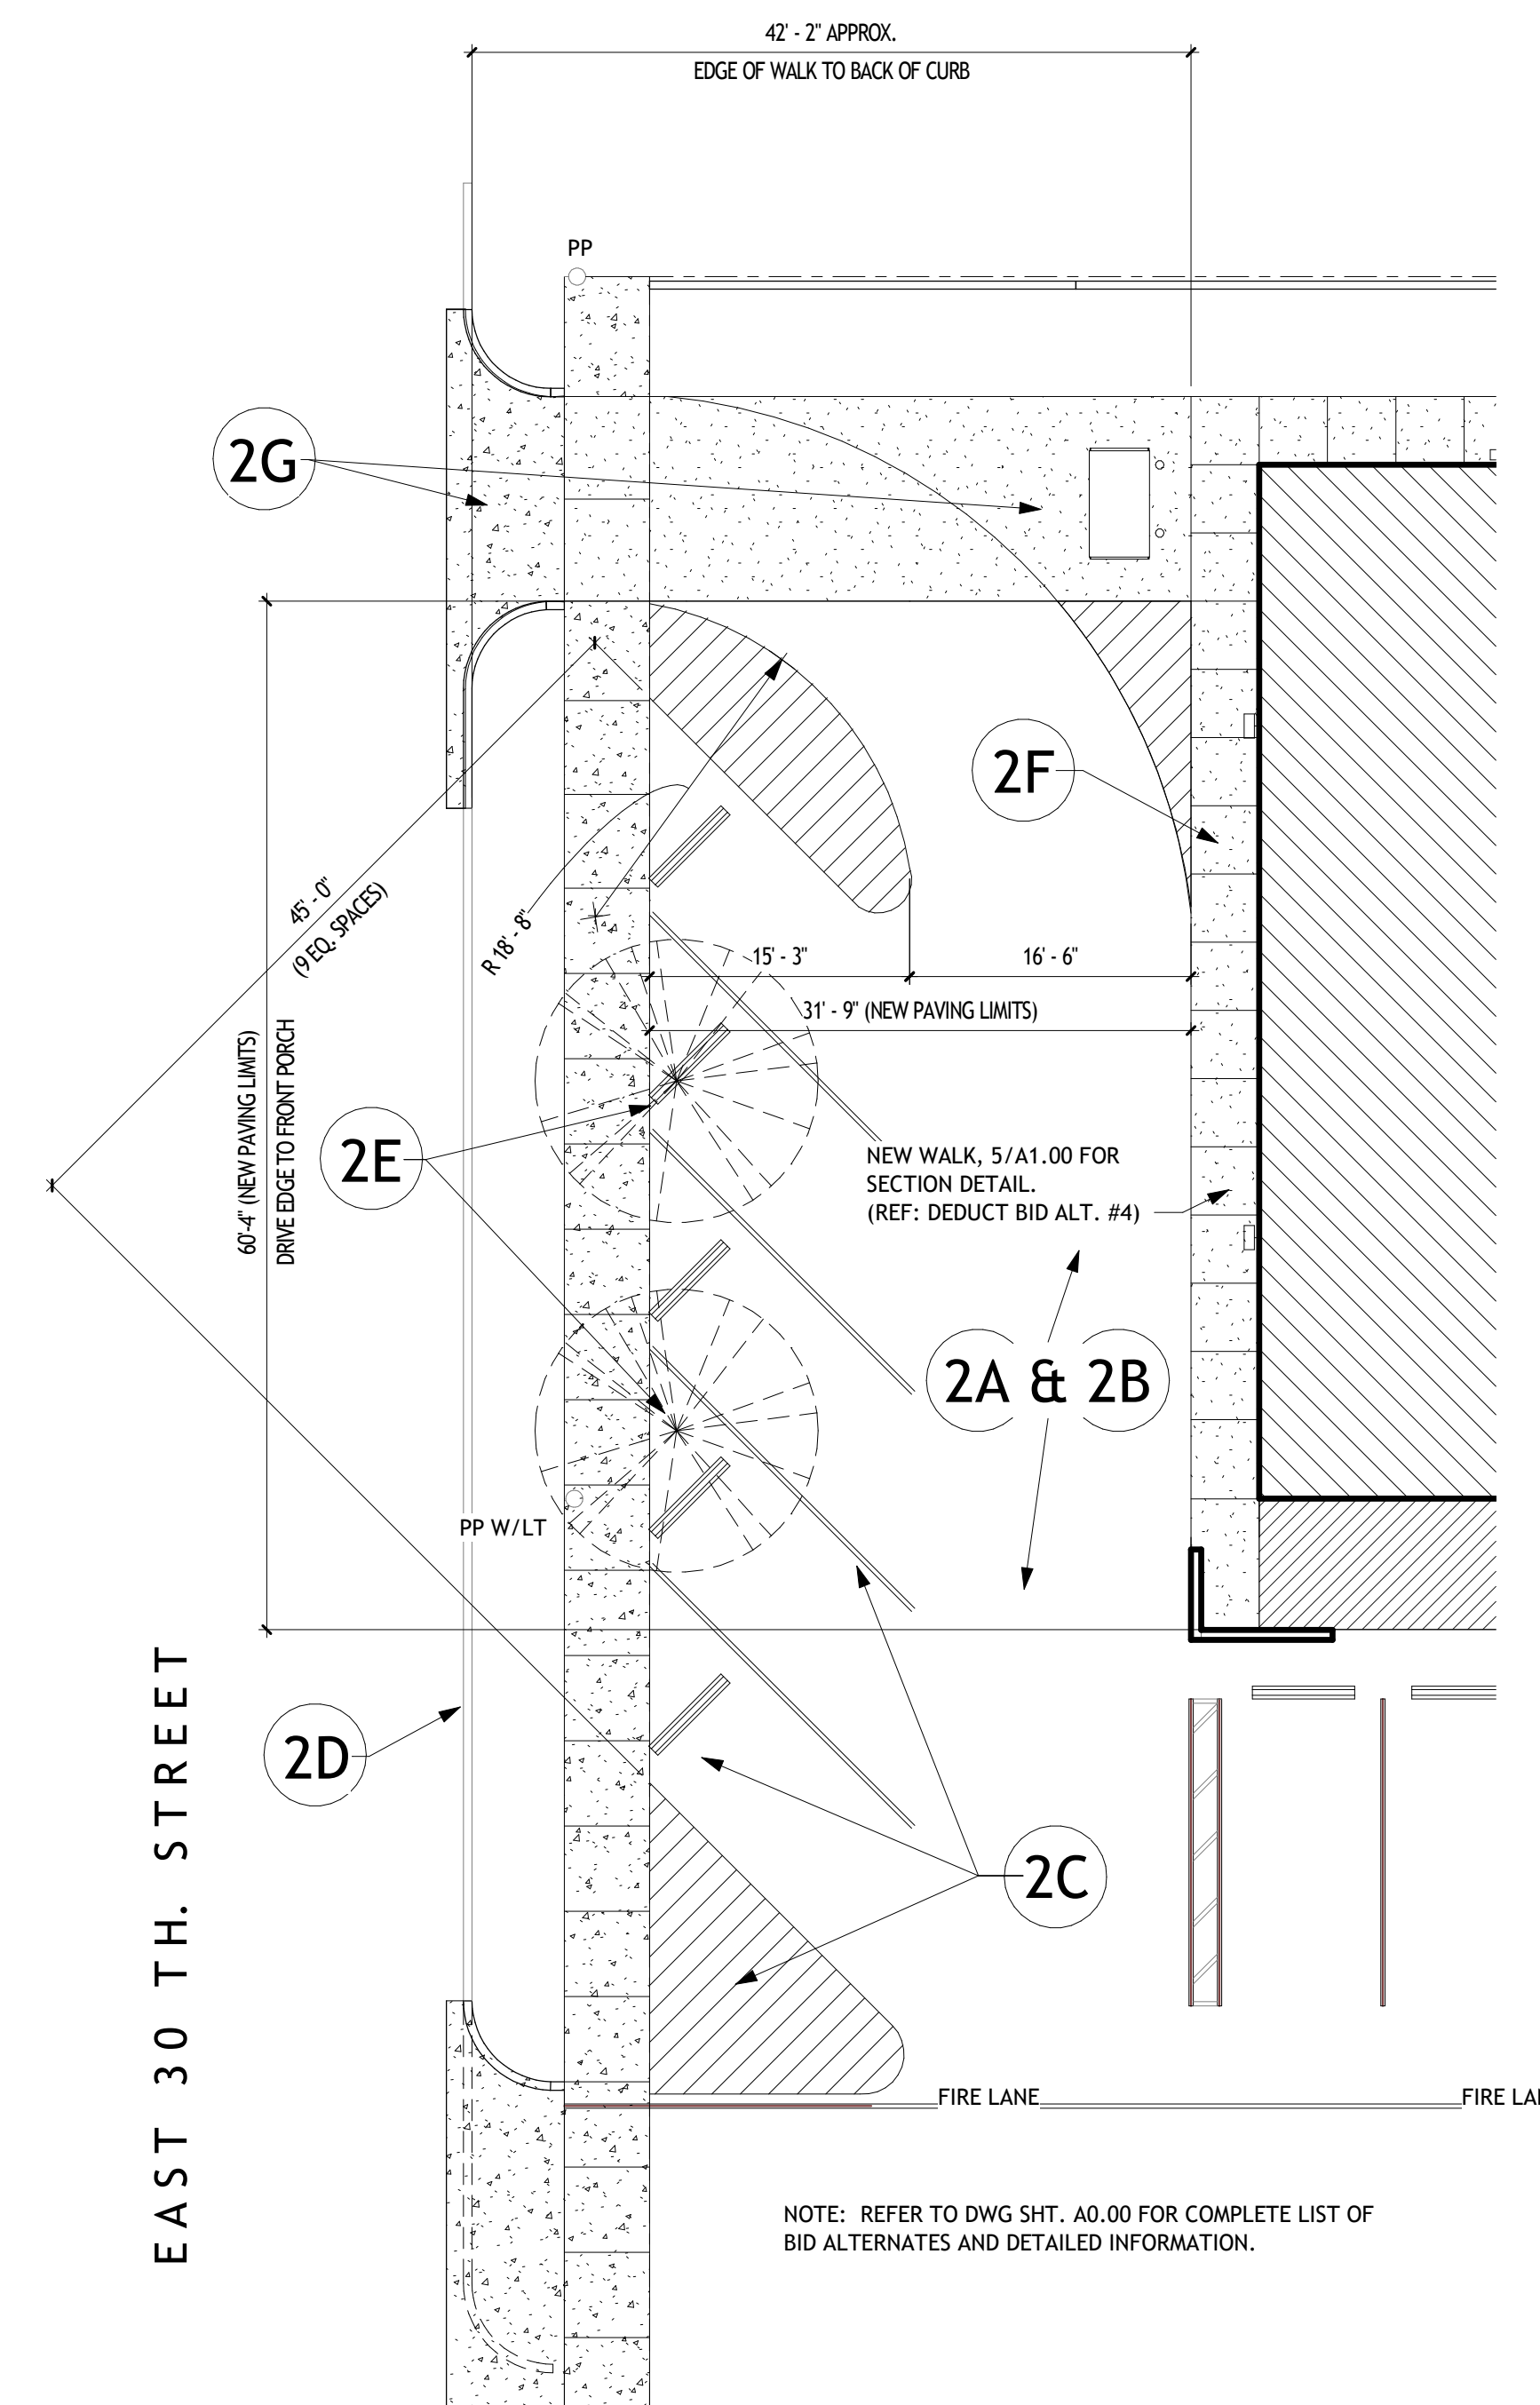 42' - 2" APPROX.
EDGE OF WALK TO BACK OF CURB
PP
2G
2F
45' - 0"
(9 EQ. SPACES)
R 18' - 8"
15' - 3"
16' - 6"
31' - 9" (NEW PAVING LIMITS)
60'-4" (NEW PAVING LIMITS)
DRIVE EDGE TO FRONT PORCH
2E
NEW WALK, 5/A1.00 FOR
SECTION DETAIL.
(REF: DEDUCT BID ALT. #4)
2A & 2B
PP W/LT
2D
2C
EAST 30 TH. STREET
FIRE LANE
FIRE LA
NOTE: REFER TO DWG SHT. A0.00 FOR COMPLETE LIST OF
BID ALTERNATES AND DETAILED INFORMATION.